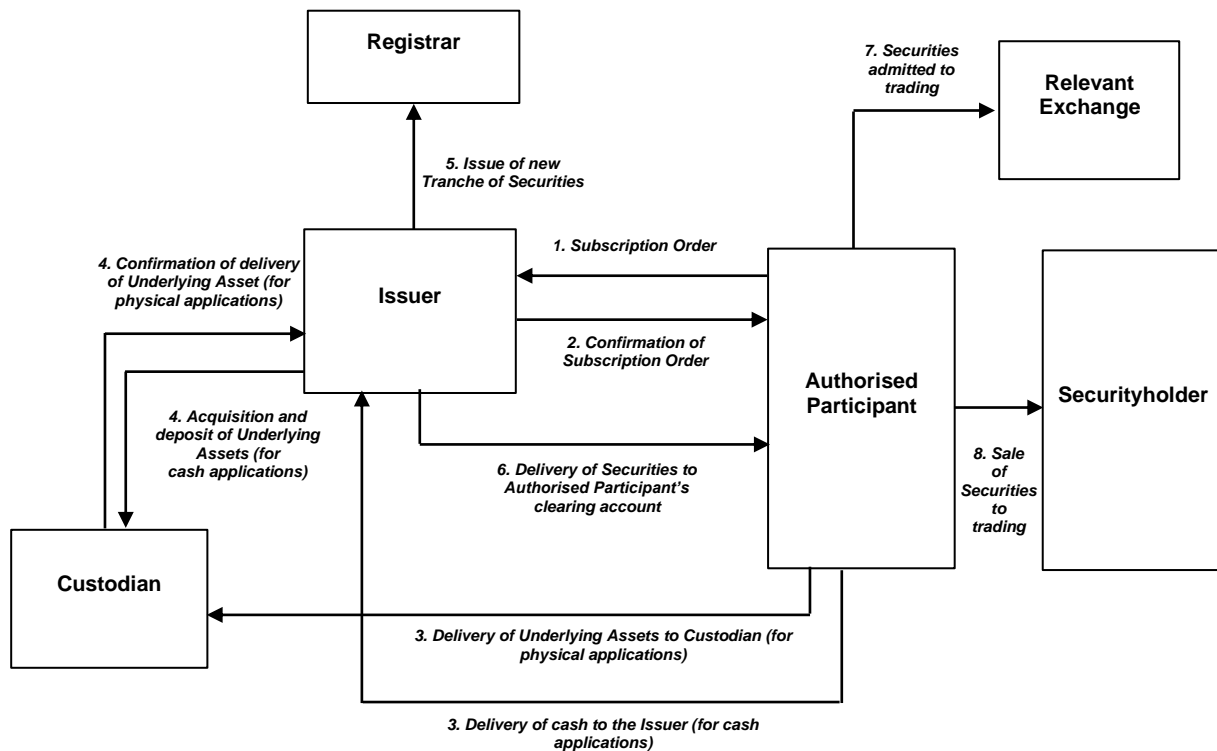 Registrar
7. Securities
admitted to
trading
Relevant
Exchange
5. Issue of new
Tranche of Securities
1. Subscription Order
4. Confirmation of delivery
of Underlying Asset (for
physical applications)
Issuer
2. Confirmation of
Subscription Order
Authorised
Participant
Securityholder
4. Acquisition and
deposit of Underlying
Assets (for
cash applications)
6. Delivery of Securities to
Authorised Participant’s
clearing account
8. Sale
of
Securities
to
trading
Custodian
3. Delivery of Underlying Assets to Custodian (for
physical applications)
3. Delivery of cash to the Issuer (for cash
applications)